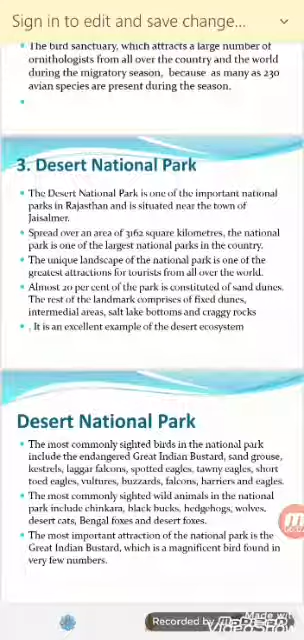 Sign in to edit and save change...
The bird sanctuary, which attracts a large number of
ornithologists from all over the country and the world
during the migratory season, because as many as 230
avian species are present during the season.
3. Desert National Park
The Desert National Park is one of the important national
parks in Rajasthan and is situated near the town of
Jaisalmer.
Spread over an area of 3162 square kilometres, the national
park is one of the largest national parks in the country.
The unique landscape of the national park is one of the
greatest attractions for tourists from all over the world.
Almost 20 per cent of the park is constituted of sand dunes.
The rest of the landmark comprises of fixed dunes,
intermedial areas, salt lake bottoms and craggy rocks
. It is an excellent example of the desert ecosystem
Desert National Park
The most commonly sighted birds in the national park
include the endangered Great Indian Bustard, sand grouse,
kestrels, laggar falcons, spotted eagles, tawny eagles, short
toed eagles, vultures, buzzards, falcons, harriers and eagles.
The most commonly sighted wild animals in the national
park include chinkara, black bucks, hedgehogs, wolves,
desert cats, Bengal foxes and desert foxes.
The most important attraction of the national park is the
Great Indian Bustard, which is a magnificent bird found in
very few numbers.
Made with
Recorded by
VideoShow